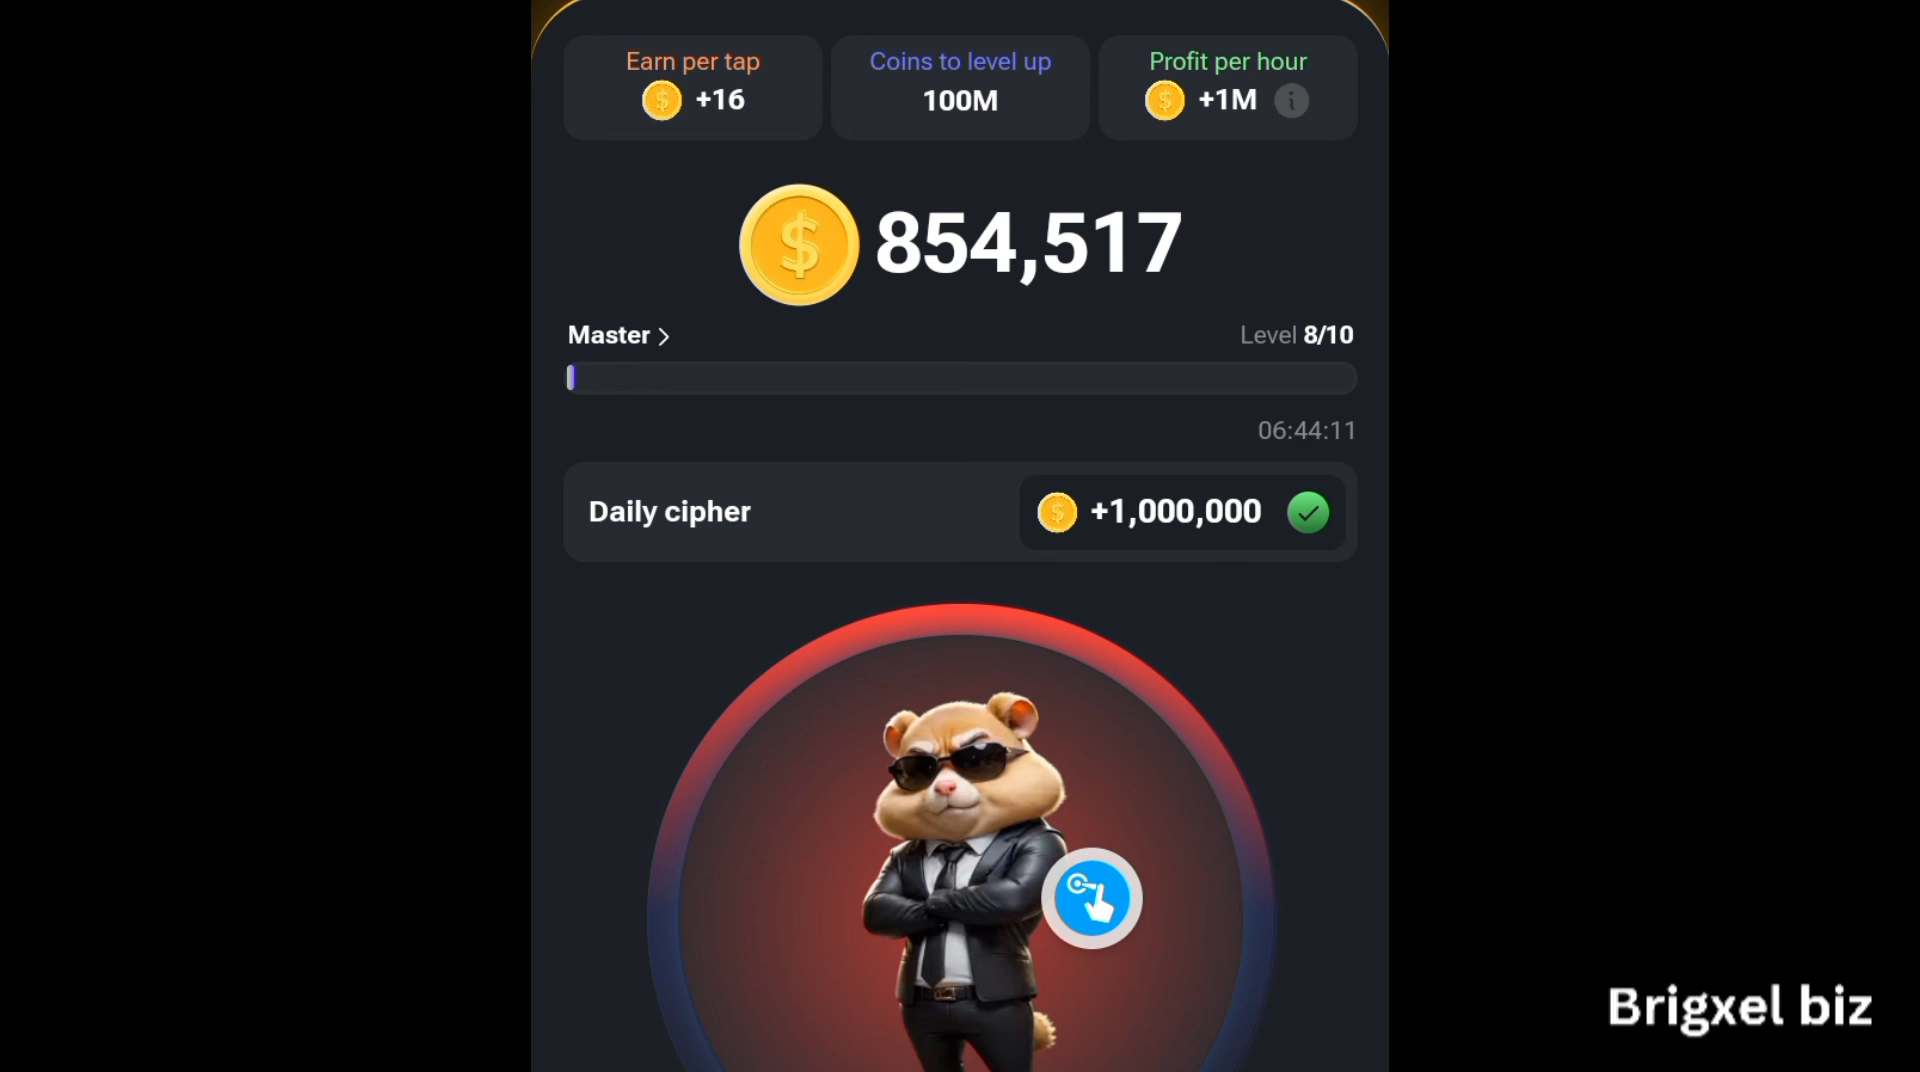 Earn per tap
+16
Coins to level up
100M
Profit per hour
+1M
854,517
Master
Level 8/10
06:44:11
Daily cipher
+1,000,000
Brigxel biz